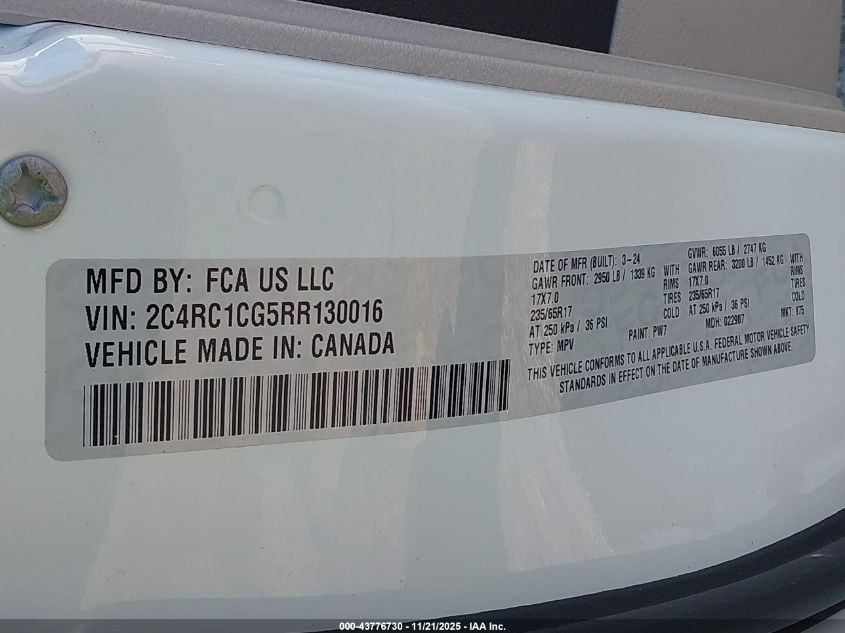 MFD BY: FCA US LLC
VIN: 2C4RC1CG5RR130016
VEHICLE MADE IN: CANADA
DATE OF MFR (BUILT): 3-24 GVWR: 6055 LB / 2747 KG
GAWR FRONT: 2950 LB / 1339 KG WITH GAWR REAR: 3200 LB / 1452 KG WITH
17X7.0 RIMS 17X7.0 RIMS
235/65R17 TIRES 235/65R17 TIRES
AT 250 kPa / 36 PSI COLD AT 250 kPa / 36 PSI COLD
TYPE: MPV PAINT: PW7 MDH: 022907 MKT: 875
THIS VEHICLE CONFORMS TO ALL APPLICABLE U.S.A. FEDERAL MOTOR VEHICLE SAFETY
STANDARDS IN EFFECT ON THE DATE OF MANUFACTURE SHOWN ABOVE.
000-43776730 - 11/21/2025 - IAA Inc.